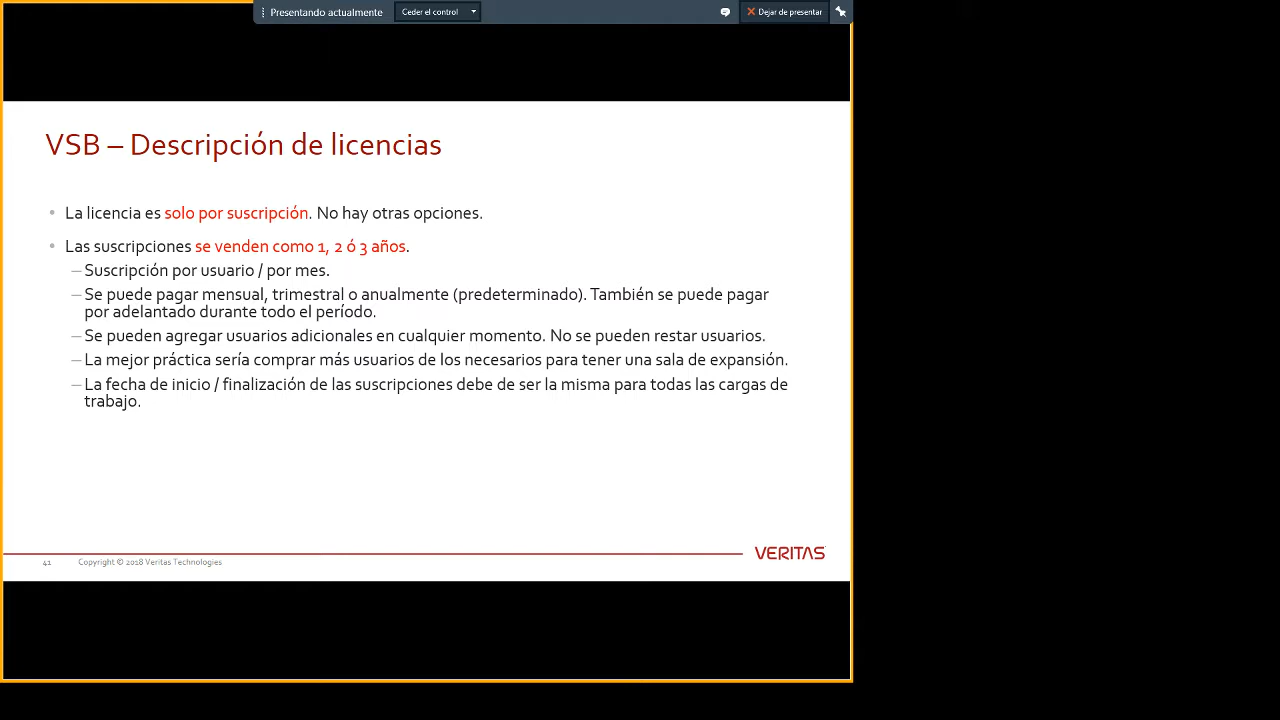 Presentando actualmente
Ceder el control
Dejar de presentar
VSB – Descripción de licencias
• La licencia es solo por suscripción. No hay otras opciones.
• Las suscripciones se venden como 1, 2 ó 3 años.
– Suscripción por usuario / por mes.
– Se puede pagar mensual, trimestral o anualmente (predeterminado). También se puede pagar
por adelantado durante todo el período.
– Se pueden agregar usuarios adicionales en cualquier momento. No se pueden restar usuarios.
– La mejor práctica sería comprar más usuarios de los necesarios para tener una sala de expansión.
– La fecha de inicio / finalización de las suscripciones debe de ser la misma para todas las cargas de
trabajo.
VERITAS
41 Copyright © 2018 Veritas Technologies